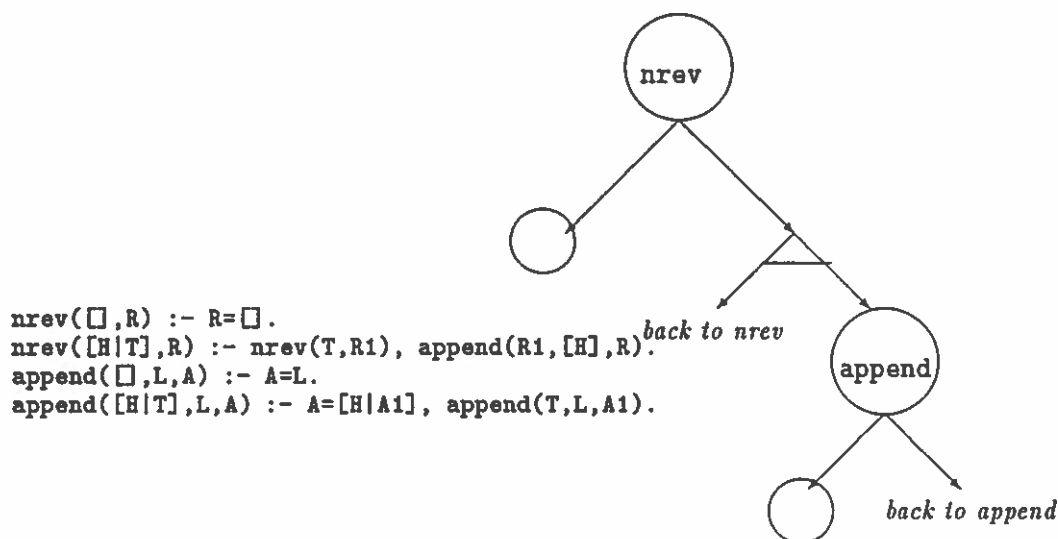 nrev
nrev([],R) :- R=[].
nrev([H|T],R) :- nrev(T,R1), append(R1,[H],R).
append([],L,A) :- A=L.
append([H|T],L,A) :- A=[H|A1], append(T,L,A1).
back to nrev
append
back to append